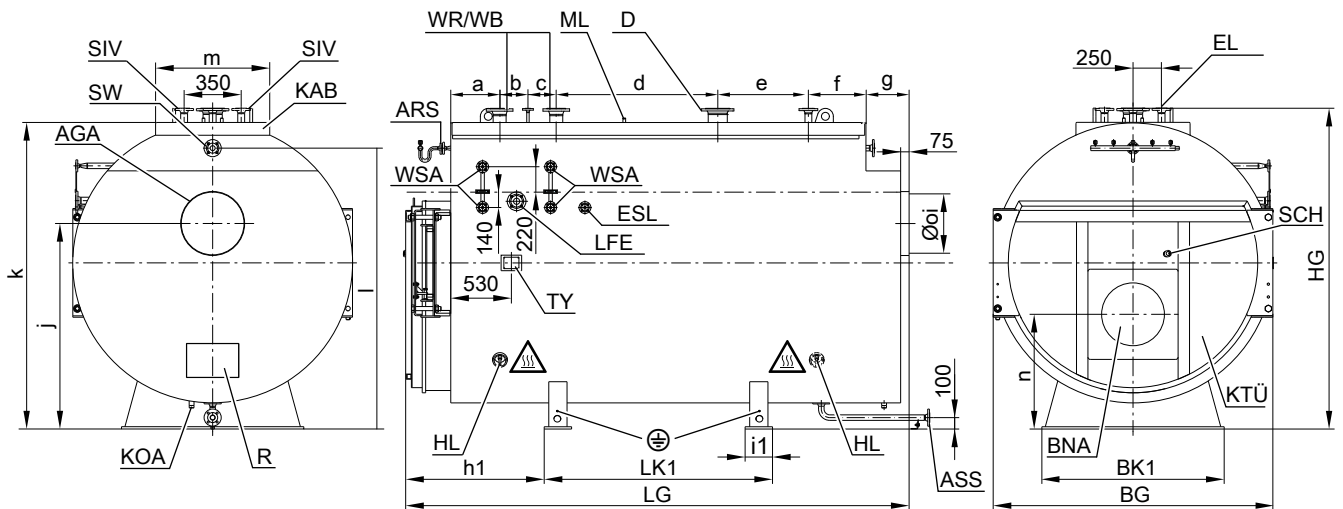 SIV
m
SIV
350
SW
KAB
AGA
k
j
l
KOA
R
WR/WB
ML
D
a
b
c
d
e
f
g
ARS
75
WSA
WSA
ESL
140
220
LFE
Øoi
530
TY
100
HL
HL
h1
LK1
i1
ASS
LG
250
EL
SCH
HG
n
KTÜ
BNA
BK1
BG